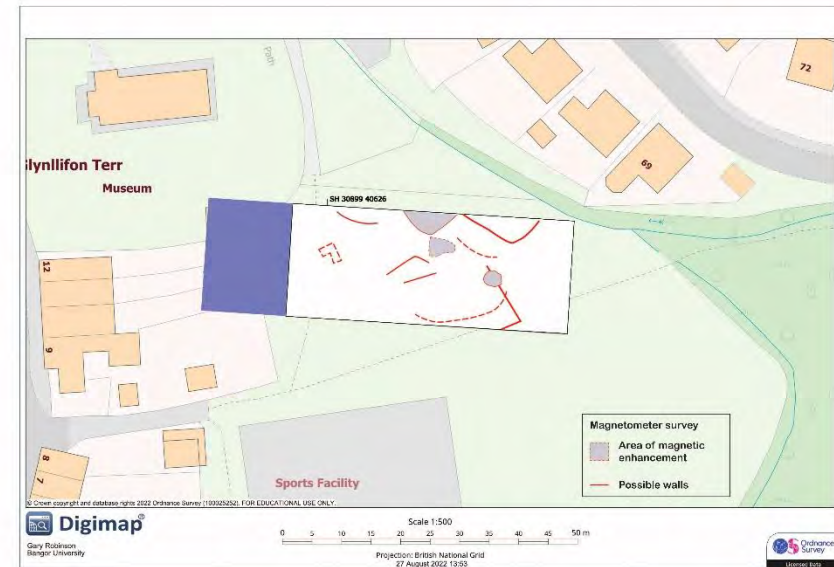 Path
72
Glynllifon Terr
Museum
69
SH 30899 40626
12
9
8
7
Sports Facility
Magnetometer survey
Area of magnetic
enhancement
Possible walls
© Crown copyright and database rights 2022 Ordnance Survey (100025252). FOR EDUCATIONAL USE ONLY.
Digimap®
Gary Robinson
Bangor University
Scale 1:500
0 5 10 15 20 25 30 35 40 45 50 m
Projection: British National Grid
27 August 2022 13:53
Ordnance
Survey
Licensed Data